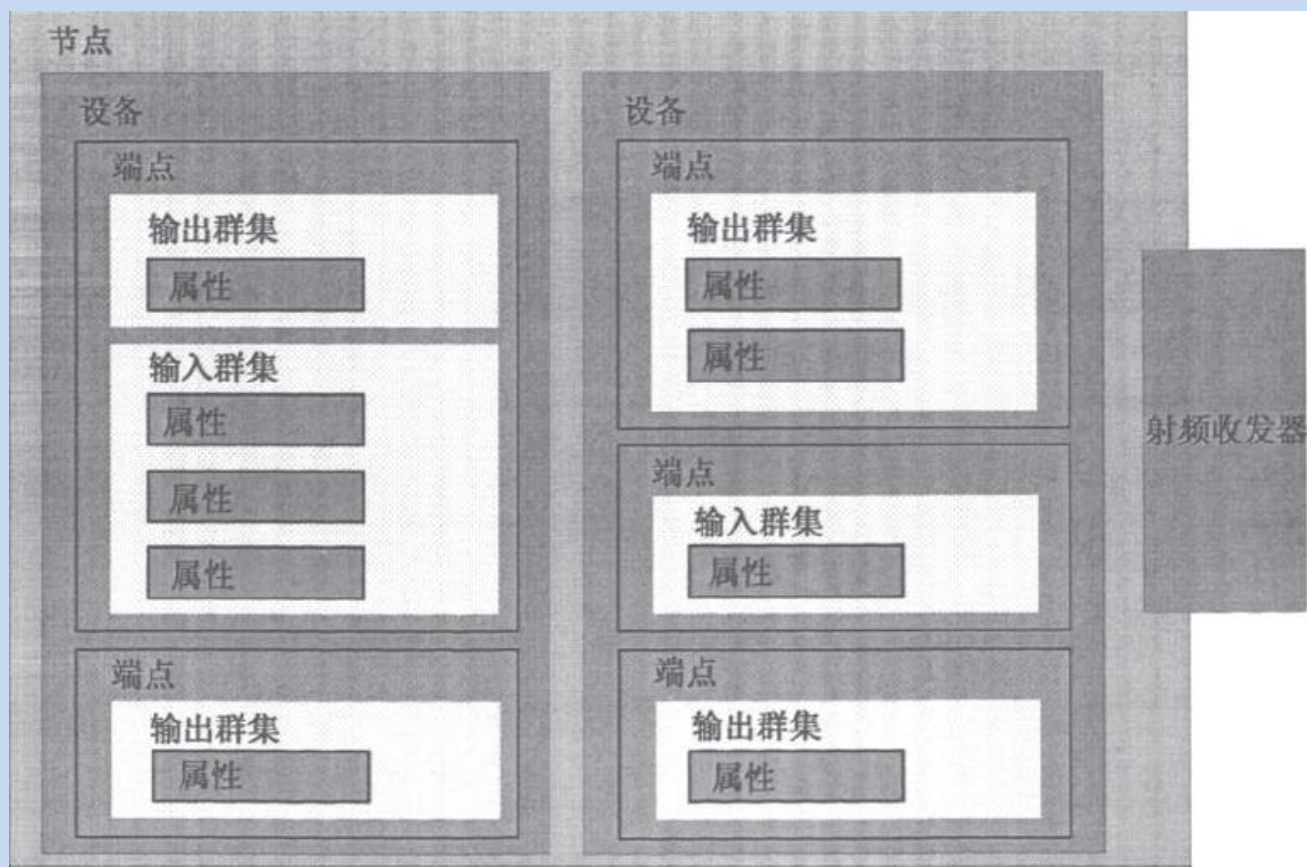 节点
设备
端点
输出群集
属性
输入群集
属性
属性
属性
端点
输出群集
属性
设备
端点
输出群集
属性
属性
端点
输入群集
属性
端点
输出群集
属性
射频收发器